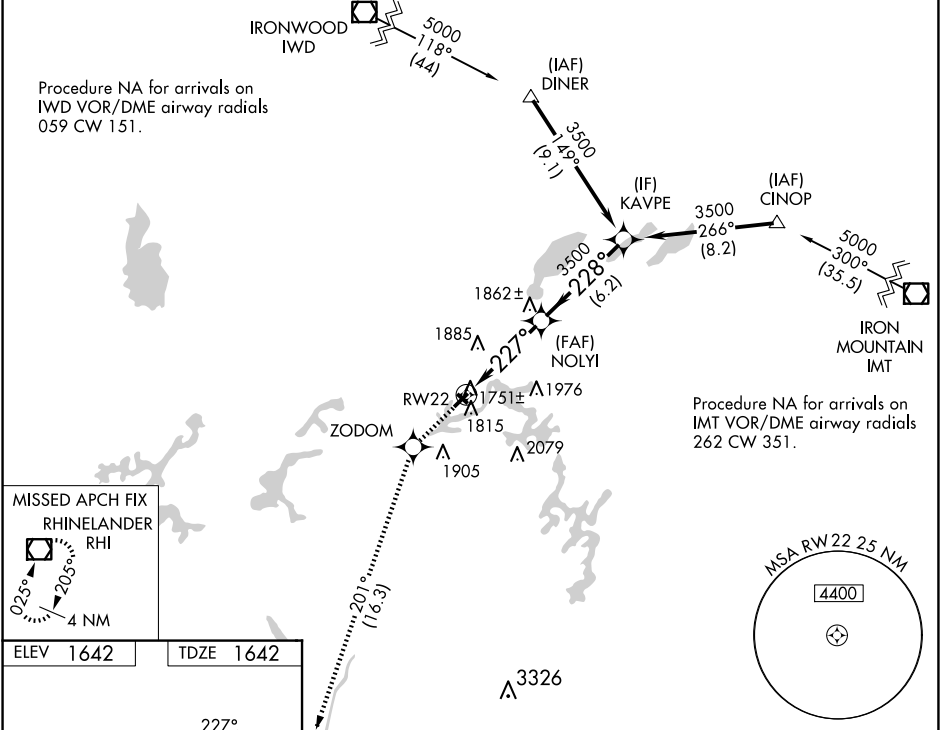 IRONWOOD
IWD
5000
118°
(44)
(IAF)
DINER
Procedure NA for arrivals on
IWD VOR/DME airway radials
059 CW 151.
3500
149°
(9.1)
(IF)
KAVPE
(IAF)
CINOP
3500
266°
(8.2)
5000
300°
(35.5)
IRON
MOUNTAIN
IMT
3500
228°
(6.2)
1862±
1885
227°
(FAF)
NOLYI
RW22
1751±
1976
1815
ZODOM
1905
2079
Procedure NA for arrivals on
IMT VOR/DME airway radials
262 CW 351.
MISSED APCH FIX
RHINELANDER
RHI
025°
205°
4 NM
201°
(16.3)
MSA RW22 25 NM
4400
ELEV 1642
TDZE 1642
3326
227°